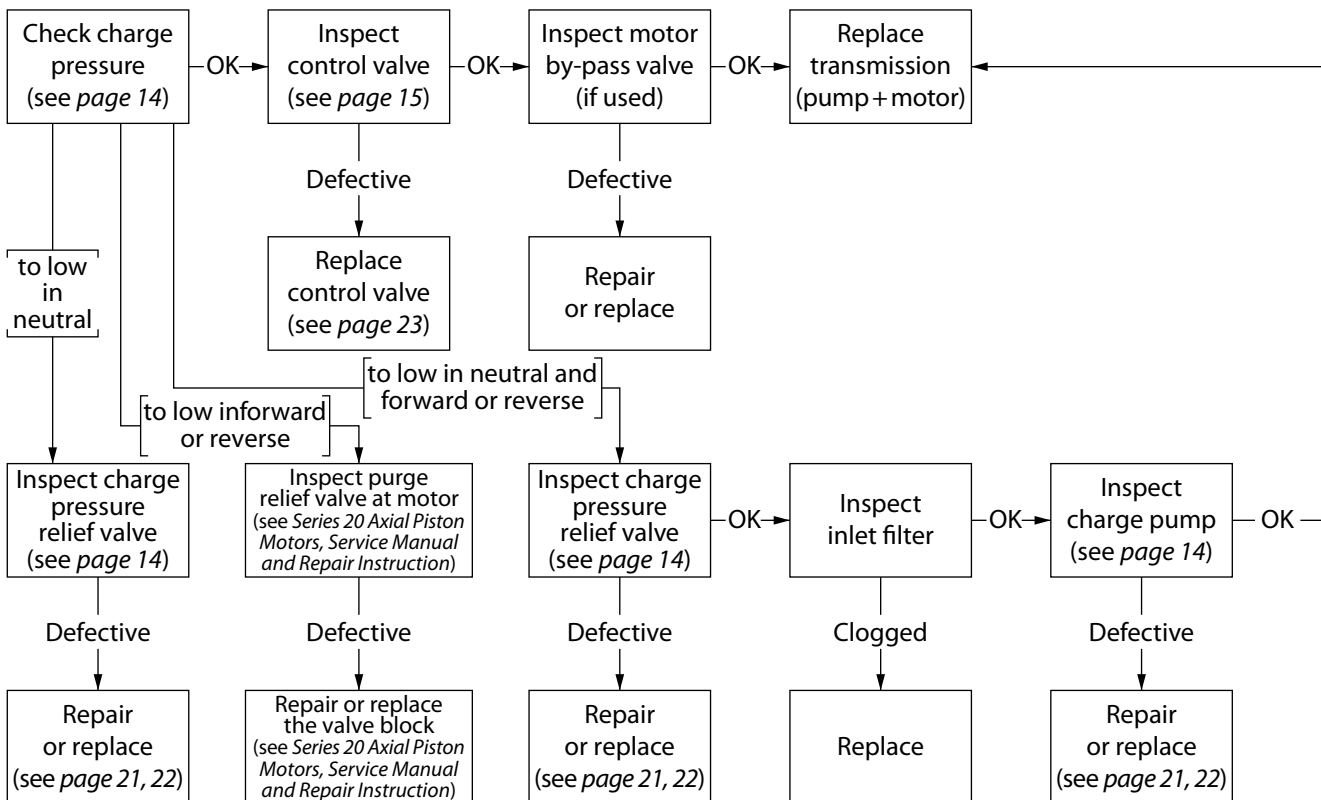 Check charge
pressure
(see page 14)
OK
Inspect
control valve
(see page 15)
OK
Inspect motor
by-pass valve
(if used)
OK
Replace
transmission
(pump + motor)
Defective
Defective
to low
in
neutral
Replace
control valve
(see page 23)
Repair
or replace
to low in neutral and
forward or reverse
to low inforward
or reverse
Inspect charge
pressure
relief valve
(see page 14)
Inspect purge
relief valve at motor
(see Series 20 Axial Piston
Motors, Service Manual
and Repair Instruction)
Inspect charge
pressure
relief valve
(see page 14)
OK
Inspect
inlet filter
OK
Inspect
charge pump
(see page 14)
OK
Defective
Defective
Defective
Clogged
Defective
Repair
or replace
(see page 21, 22)
Repair or replace
the valve block
(see Series 20 Axial Piston
Motors, Service Manual
and Repair Instruction)
Repair
or replace
(see page 21, 22)
Replace
Repair
or replace
(see page 21, 22)